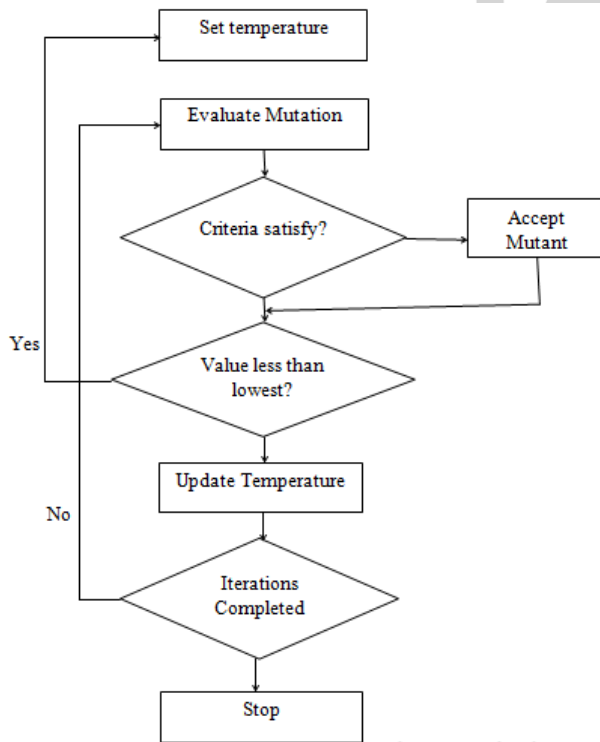 Set temperature
Evaluate Mutation
Criteria satisfy?
Accept
Mutant
Yes
Value less than
lowest?
Update Temperature
No
Iterations
Completed
Stop